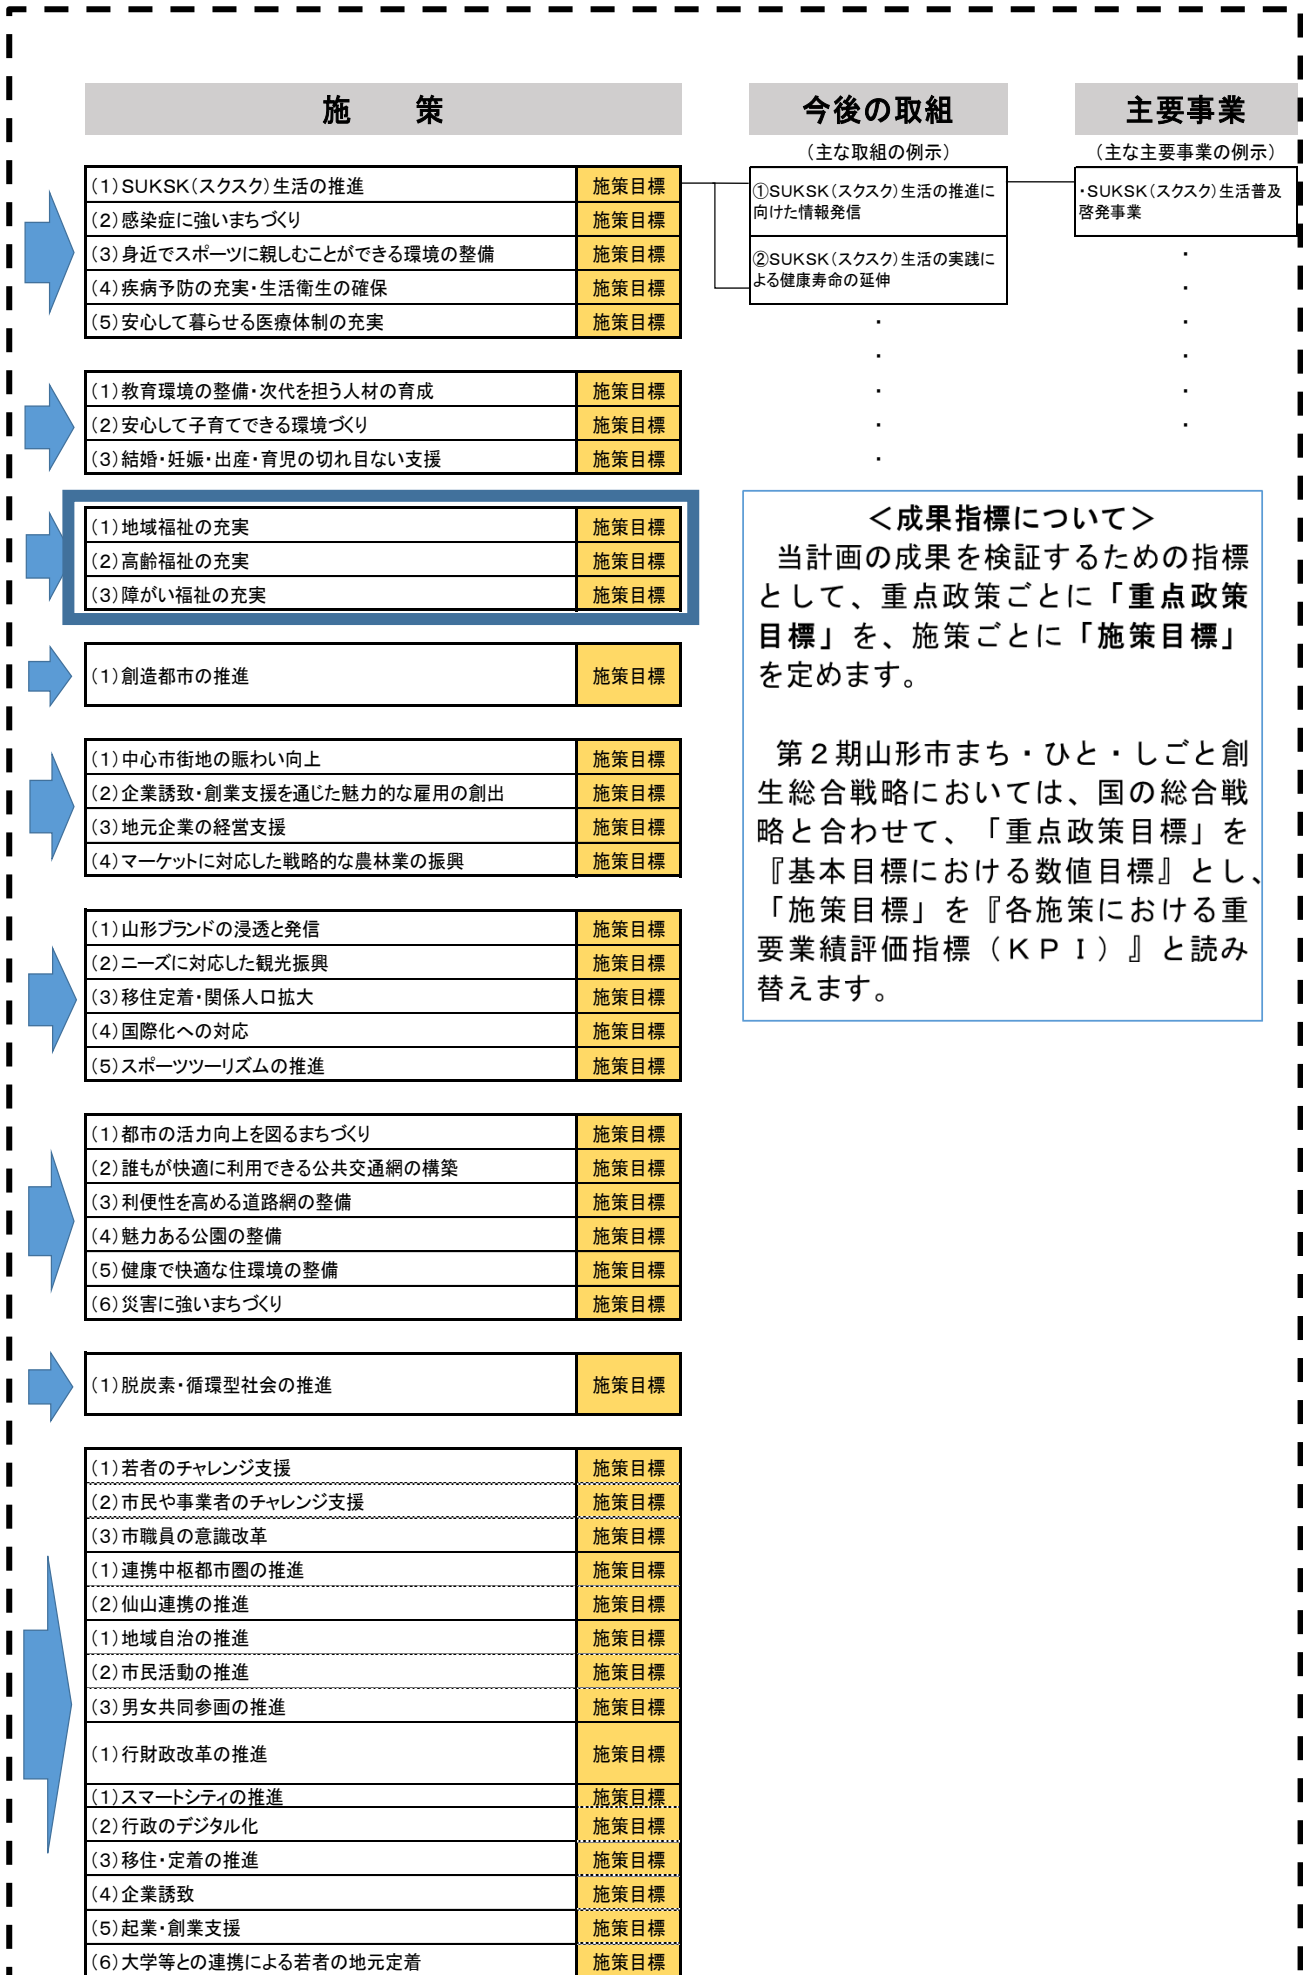 施　　策
(1)SUKSK(スクスク)生活の推進　施策目標
(2)感染症に強いまちづくり　施策目標
(3)身近でスポーツに親しむことができる環境の整備　施策目標
(4)疾病予防の充実・生活衛生の確保　施策目標
(5)安心して暮らせる医療体制の充実　施策目標
(1)教育環境の整備・次代を担う人材の育成　施策目標
(2)安心して子育てできる環境づくり　施策目標
(3)結婚・妊娠・出産・育児の切れ目ない支援　施策目標
(1)地域福祉の充実　施策目標
(2)高齢福祉の充実　施策目標
(3)障がい福祉の充実　施策目標
(1)創造都市の推進　施策目標
(1)中心市街地の賑わい向上　施策目標
(2)企業誘致・創業支援を通じた魅力的な雇用の創出　施策目標
(3)地元企業の経営支援　施策目標
(4)マーケットに対応した戦略的な農林業の振興　施策目標
(1)山形ブランドの浸透と発信　施策目標
(2)ニーズに対応した観光振興　施策目標
(3)移住定着・関係人口拡大　施策目標
(4)国際化への対応　施策目標
(5)スポーツツーリズムの推進　施策目標
(1)都市の活力向上を図るまちづくり　施策目標
(2)誰もが快適に利用できる公共交通網の構築　施策目標
(3)利便性を高める道路網の整備　施策目標
(4)魅力ある公園の整備　施策目標
(5)健康で快適な住環境の整備　施策目標
(6)災害に強いまちづくり　施策目標
(1)脱炭素・循環型社会の推進　施策目標
(1)若者のチャレンジ支援　施策目標
(2)市民や事業者のチャレンジ支援　施策目標
(3)市職員の意識改革　施策目標
(1)連携中枢都市圏の推進　施策目標
(2)仙山連携の推進　施策目標
(1)地域自治の推進　施策目標
(2)市民活動の推進　施策目標
(3)男女共同参画の推進　施策目標
(1)行財政改革の推進　施策目標
(1)スマートシティの推進　施策目標
(2)行政のデジタル化　施策目標
(3)移住・定着の推進　施策目標
(4)企業誘致　施策目標
(5)起業・創業支援　施策目標
(6)大学等との連携による若者の地元定着　施策目標
今後の取組
(主な取組の例示)
①SUKSK(スクスク)生活の推進に
向けた情報発信
②SUKSK(スクスク)生活の実践に
よる健康寿命の延伸
・
・
・
・
・
主要事業
(主な主要事業の例示)
・SUKSK(スクスク)生活普及
啓発事業
・
・
・
・
・
・
＜成果指標について＞
　当計画の成果を検証するための指標
として、重点政策ごとに「重点政策
目標」を、施策ごとに「施策目標」
を定めます。
　第２期山形市まち・ひと・しごと創
生総合戦略においては、国の総合戦
略と合わせて、「重点政策目標」を
『基本目標における数値目標』とし、
「施策目標」を『各施策における重
要業績評価指標（ＫＰＩ）』と読み
替えます。